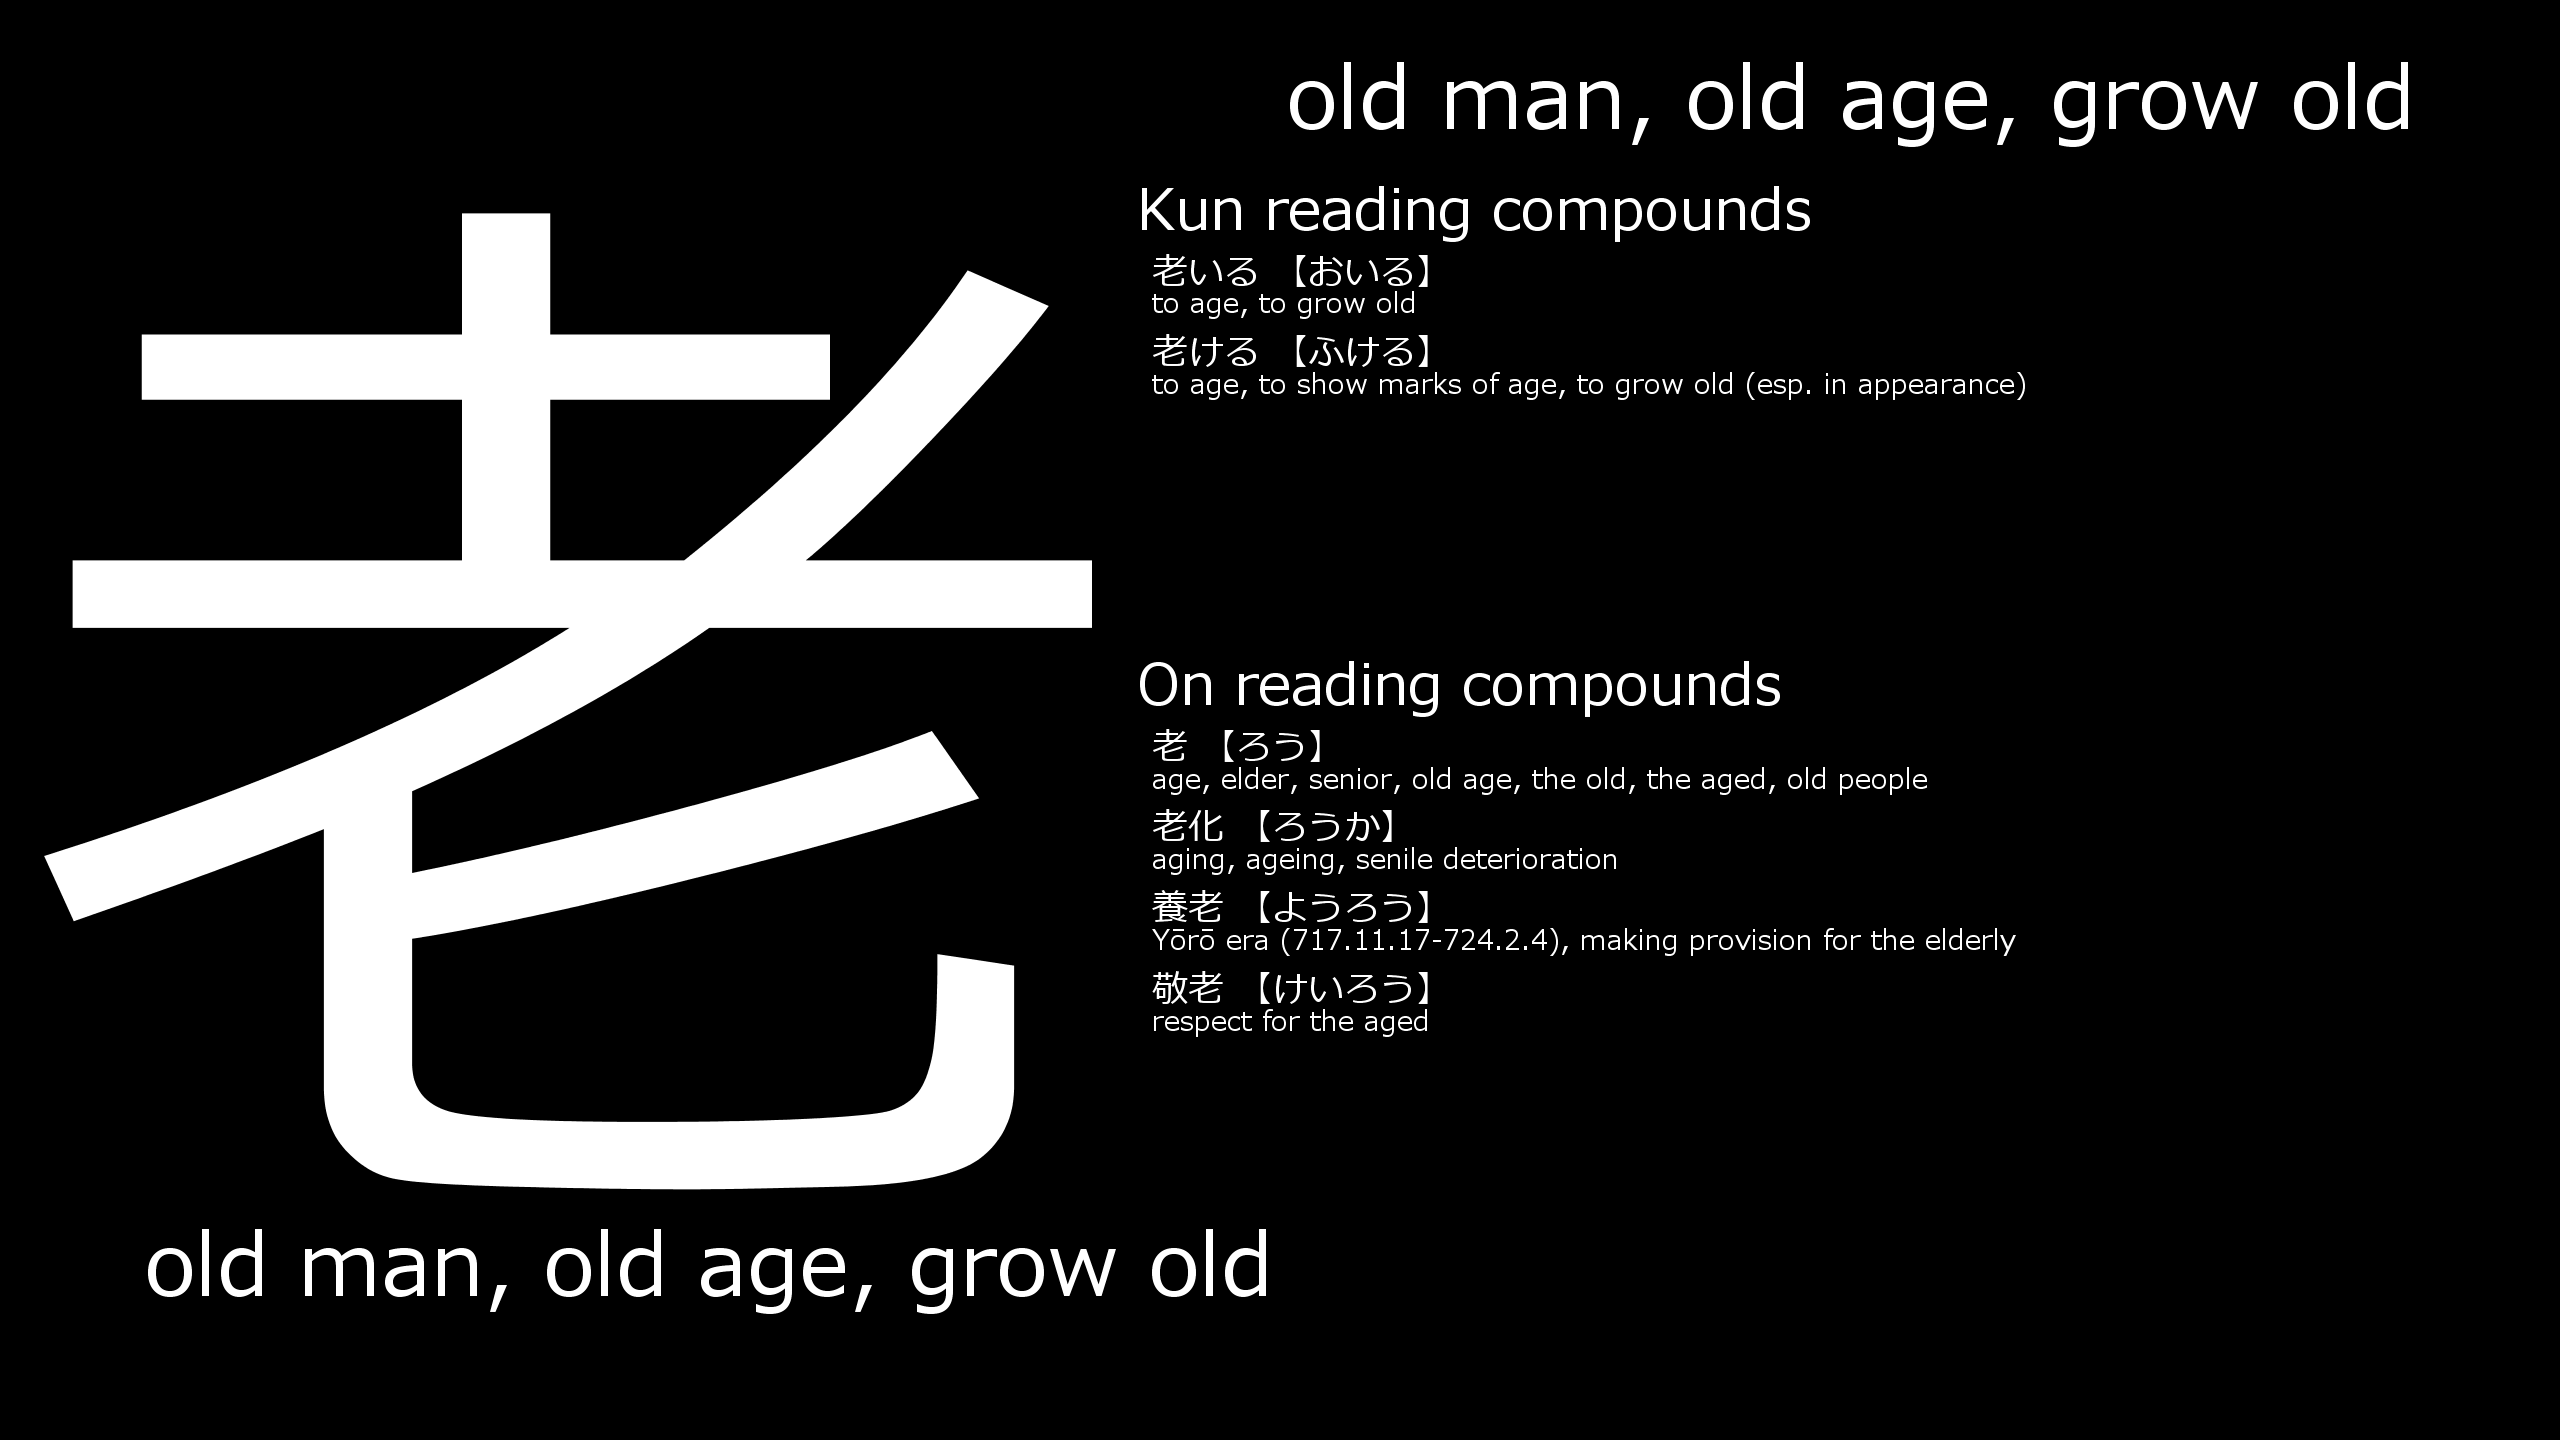 old man, old age, grow old
老
Kun reading compounds
老いる 【おいる】
to age, to grow old
老ける 【ふける】
to age, to show marks of age, to grow old (esp. in appearance)
On reading compounds
老 【ろう】
age, elder, senior, old age, the old, the aged, old people
老化 【ろうか】
aging, ageing, senile deterioration
養老 【ようろう】
Yōrō era (717.11.17-724.2.4), making provision for the elderly
敬老 【けいろう】
respect for the aged
old man, old age, grow old